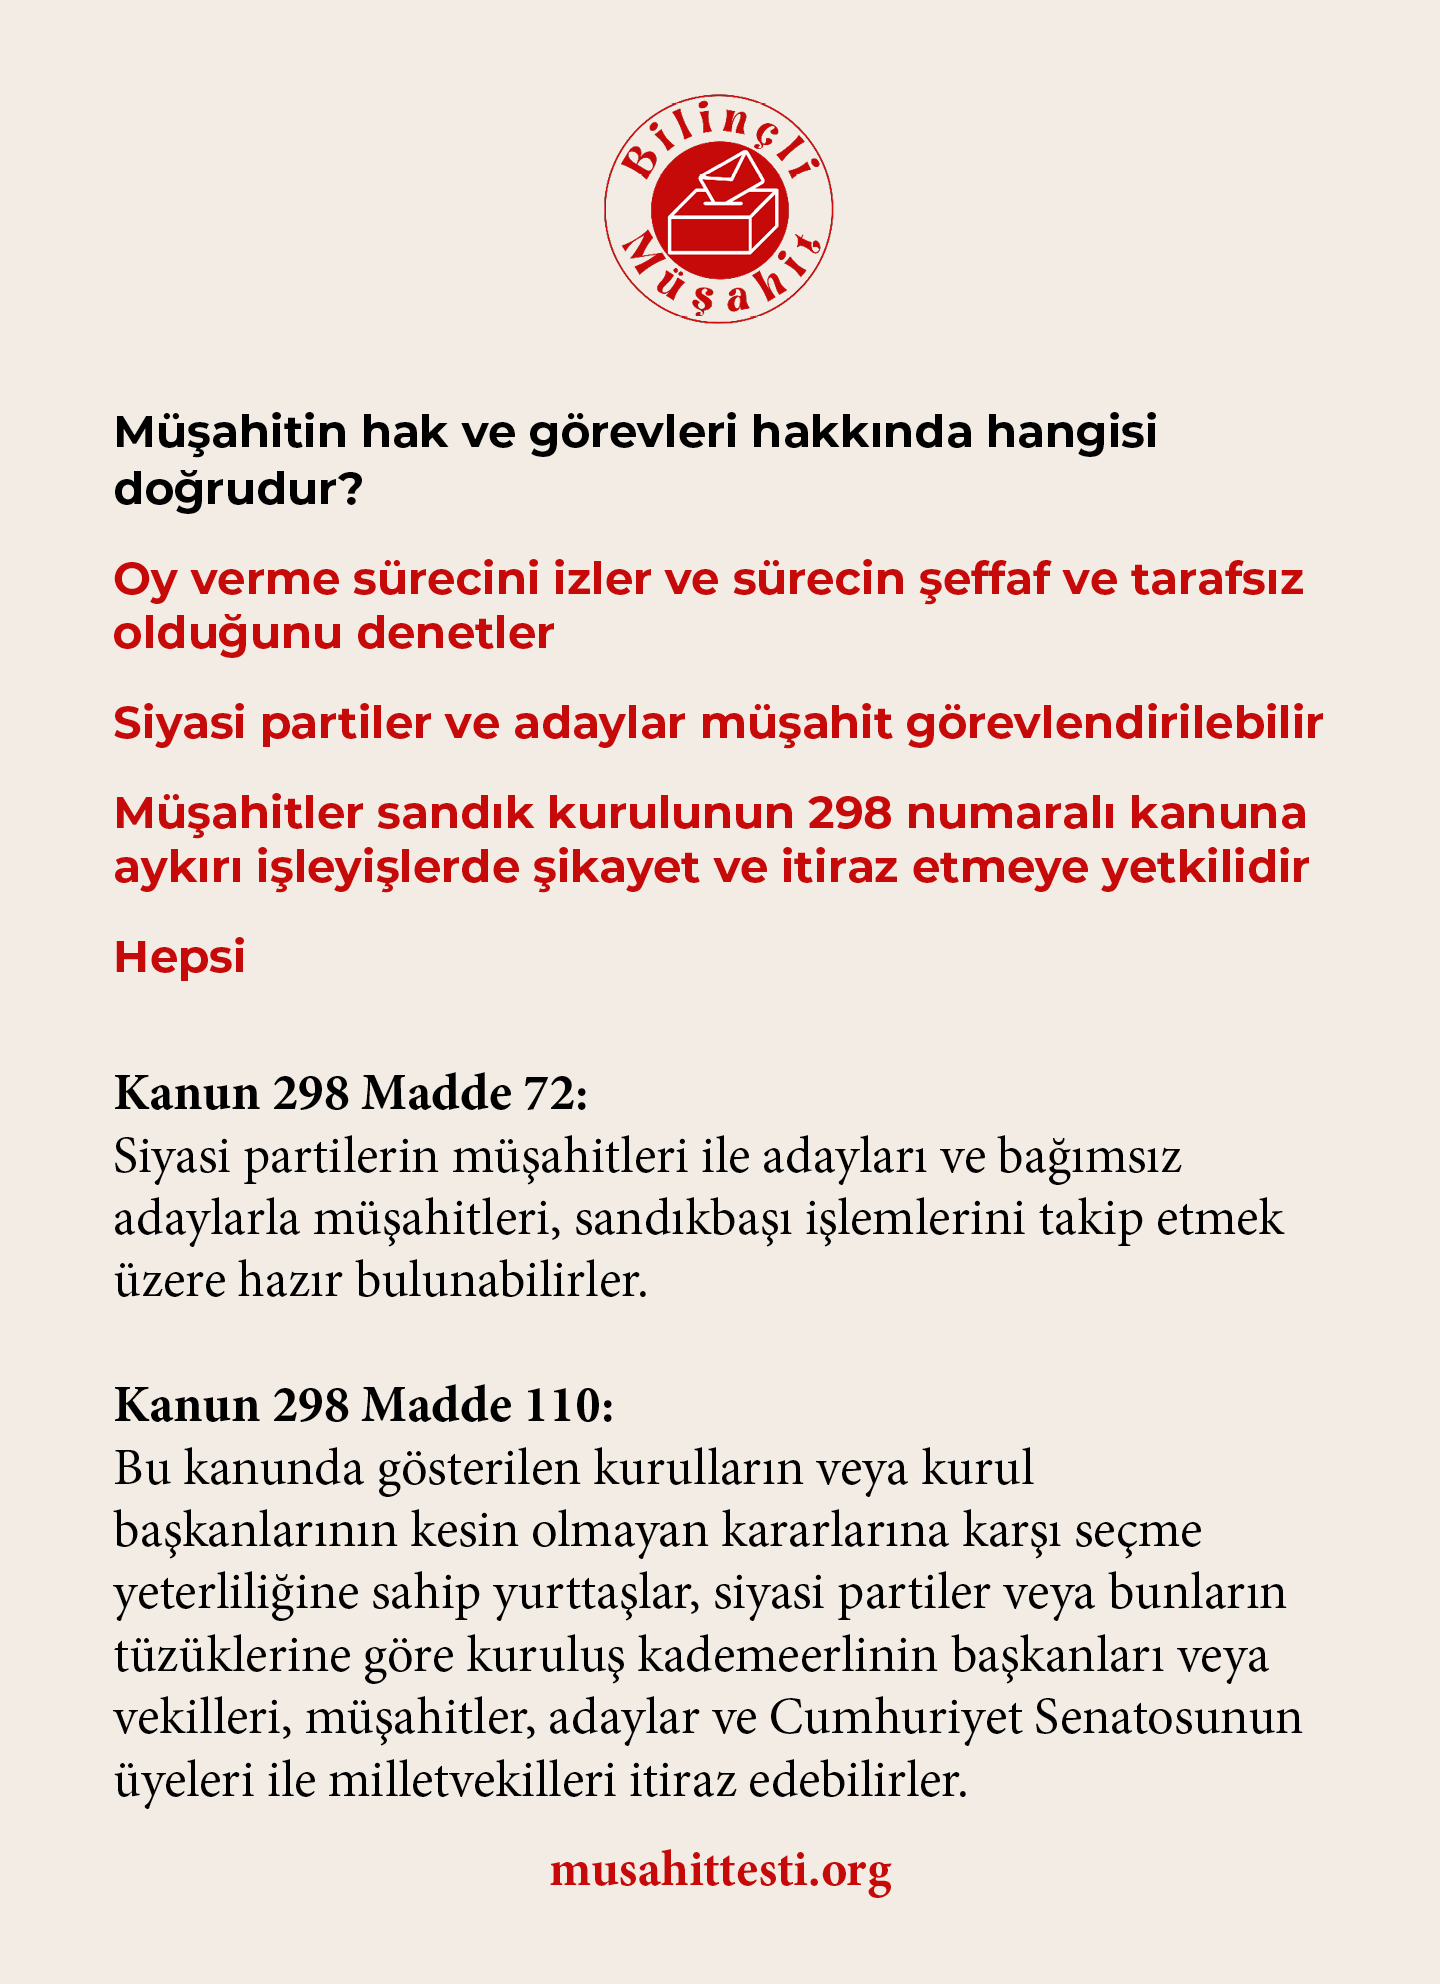 Bilinçli
Müşahit
Müşahitin hak ve görevleri hakkında hangisi
doğrudur?
Oy verme sürecini izler ve sürecin şeffaf ve tarafsız
olduğunu denetler
Siyasi partiler ve adaylar müşahit görevlendirilebilir
Müşahitler sandık kurulunun 298 numaralı kanuna
aykırı işleyişlerde şikayet ve itiraz etmeye yetkilidir
Hepsi
Kanun 298 Madde 72:
Siyasi partilerin müşahitleri ile adayları ve bağımsız
adaylarla müşahitleri, sandıkbaşı işlemlerini takip etmek
üzere hazır bulunabilirler.
Kanun 298 Madde 110:
Bu kanunda gösterilen kurulların veya kurul
başkanlarının kesin olmayan kararlarına karşı seçme
yeterliliğine sahip yurttaşlar, siyasi partiler veya bunların
tüzüklerine göre kuruluş kademeerlinin başkanları veya
vekilleri, müşahitler, adaylar ve Cumhuriyet Senatosunun
üyeleri ile milletvekilleri itiraz edebilirler.
musahittesti.org